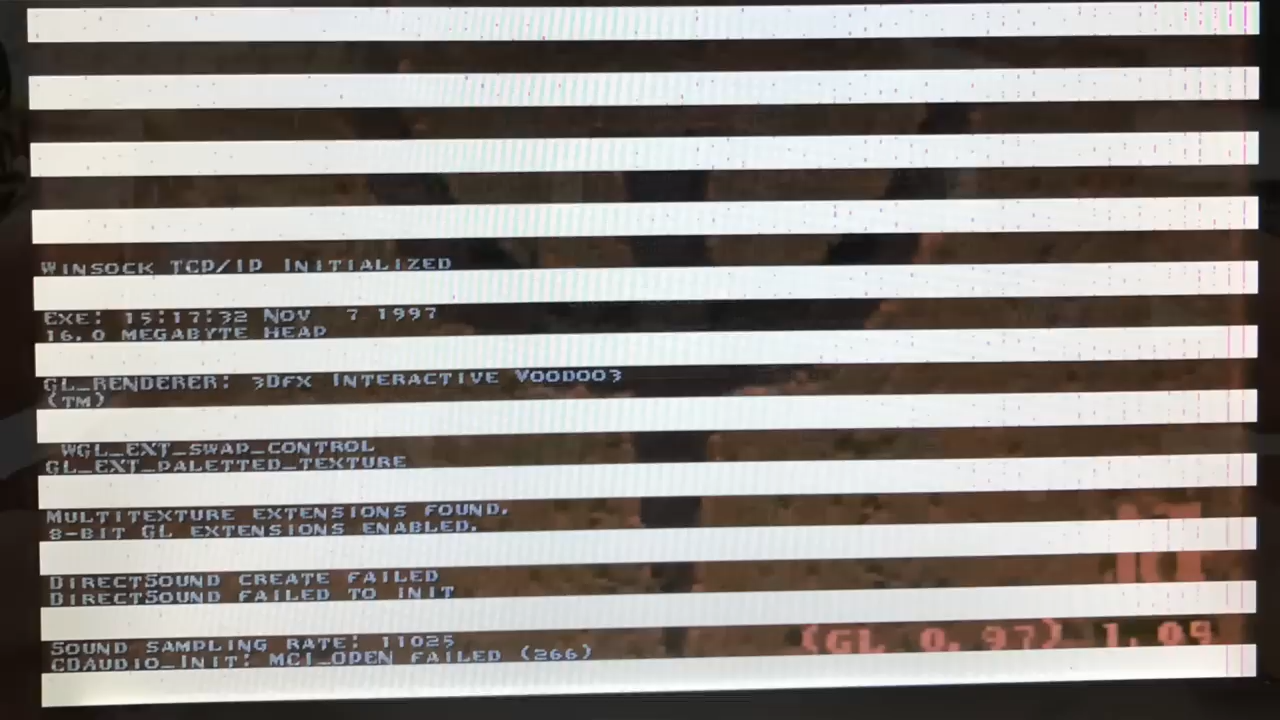 WINSOCK TCP/IP INITIALIZED
EXE: 15:17:32 NOV 7 1997
16.0 MEGABYTE HEAP
GL_RENDERER: 3DFX INTERACTIVE VOODOO3
(TM)
WGL_EXT_SWAP_CONTROL
GL_EXT_PALETTED_TEXTURE
MULTITEXTURE EXTENSIONS FOUND.
8-BIT GL EXTENSIONS ENABLED.
DIRECTSOUND CREATE FAILED
DIRECTSOUND FAILED TO INIT
SOUND SAMPLING RATE: 11025
(GL 0.97) 1.09
CDAUDIO_INIT: MCI_OPEN FAILED (266)